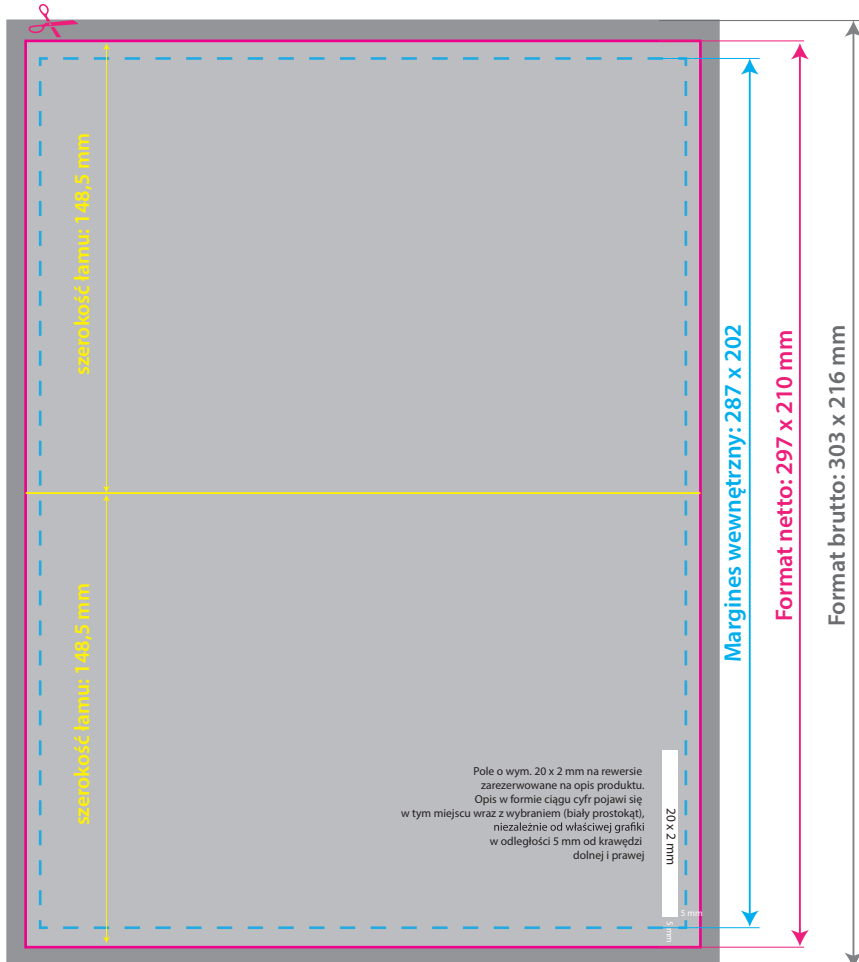 szerokość łamu: 148,5 mm
szerokość łamu: 148,5 mm
Margines wewnętrzny: 287 x 202
Format netto: 297 x 210 mm
Format brutto: 303 x 216 mm
Pole o wym. 20 x 2 mm na rewersie
zarezerwowane na opis produktu.
Opis w formie ciągu cyfr pojawi się
w tym miejscu wraz z wybraniem (biały prostokąt),
niezależnie od właściwej grafiki
w odległości 5 mm od krawędzi
dolnej i prawej
20 x 2 mm
5 mm
5 mm